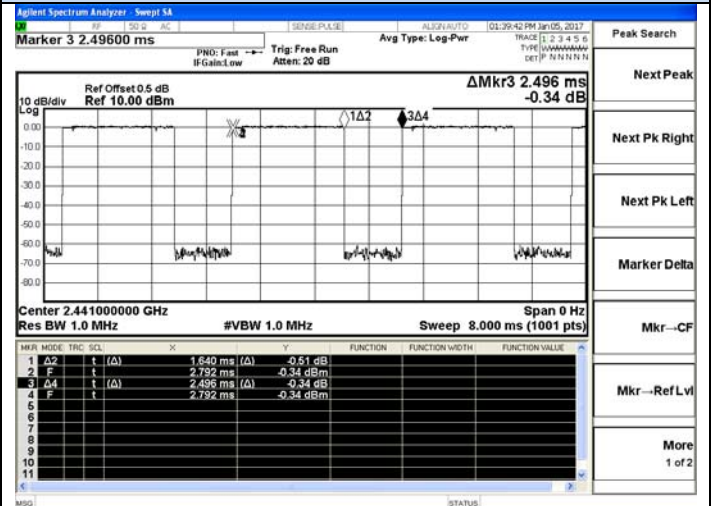 Agilent Spectrum Analyzer - Swept SA
RF 50 Ω AC SENSE:PULSE ALIGN AUTO 01:39:42 PM Jan 05, 2017
Marker 3 2.49600 ms
PNO: Fast
IFGain:Low
Trig: Free Run
Atten: 20 dB
Avg Type: Log-Pwr
TRACE 1 2 3 4 5 6
TYPE WWWWWW
DET P N N N N N
Peak Search
Next Peak
Next Pk Right
Next Pk Left
Marker Delta
Mkr→CF
Mkr→Ref Lvl
More
1 of 2
10 dB/div
Log
Ref Offset 0.5 dB
Ref 10.00 dBm
ΔMkr3 2.496 ms
-0.34 dB
1Δ2
3Δ4
0.00
-10.0
-20.0
-30.0
-40.0
-50.0
-60.0
-70.0
-80.0
Center 2.441000000 GHz
Span 0 Hz
Res BW 1.0 MHz
#VBW 1.0 MHz
Sweep 8.000 ms (1001 pts)
MKR MODE TRC SCL X Y FUNCTION FUNCTION WIDTH FUNCTION VALUE
1 Δ2 t (Δ) 1.640 ms (Δ) -0.51 dB
2 F t 2.792 ms -0.34 dBm
3 Δ4 t (Δ) 2.496 ms (Δ) -0.34 dB
4 F t 2.792 ms -0.34 dBm
5
6
7
8
9
10
11
MSG
STATUS